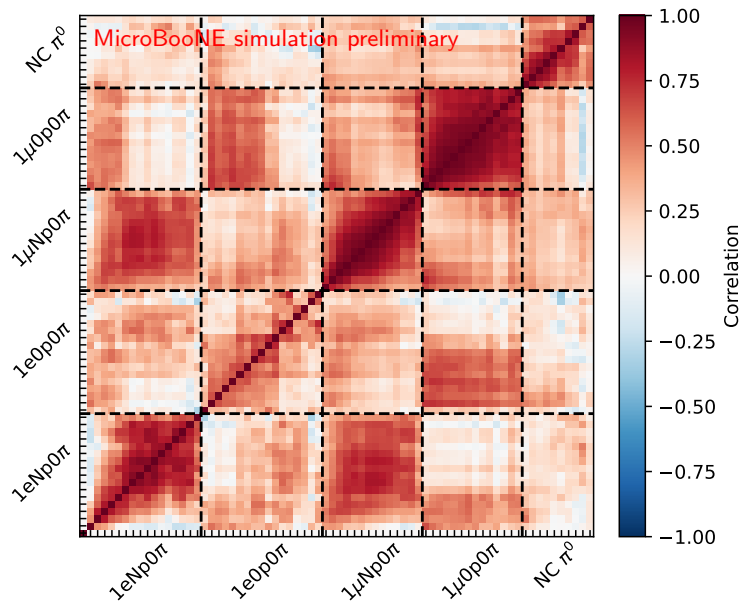 MicroBooNE simulation preliminary
NC π⁰
1μ0p0π
1μNp0π
1e0p0π
1eNp0π
1eNp0π
1e0p0π
1μNp0π
1μ0p0π
NC π⁰
1.00
0.75
0.50
0.25
0.00
−0.25
−0.50
−0.75
−1.00
Correlation